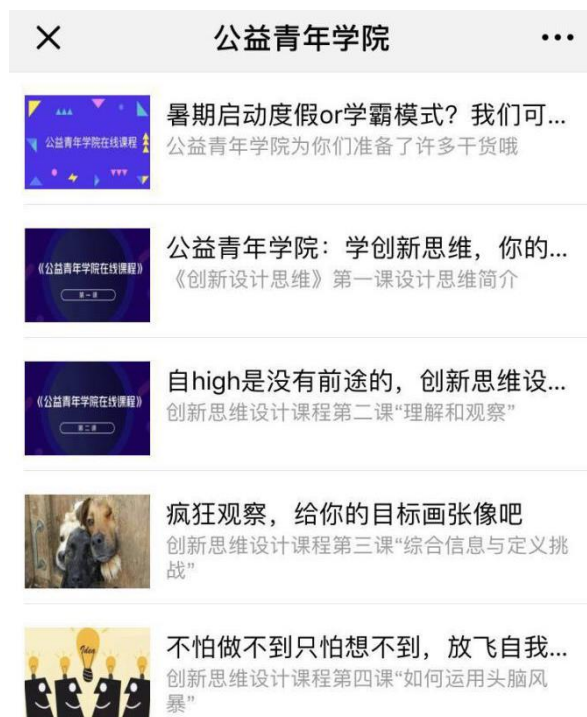 公益青年学院
暑期启动度假or学霸模式？我们可...
公益青年学院为你们准备了许多干货哦
公益青年学院在线课程
公益青年学院：学创新思维，你的...
《创新设计思维》第一课设计思维简介
《公益青年学院在线课程》
第一课
自high是没有前途的，创新思维设...
创新思维设计课程第二课“理解和观察”
《公益青年学院在线课程》
第二课
疯狂观察，给你的目标画张像吧
创新思维设计课程第三课“综合信息与定义挑
战”
不怕做不到只怕想不到，放飞自我...
创新思维设计课程第四课“如何运用头脑风
暴”
Idea